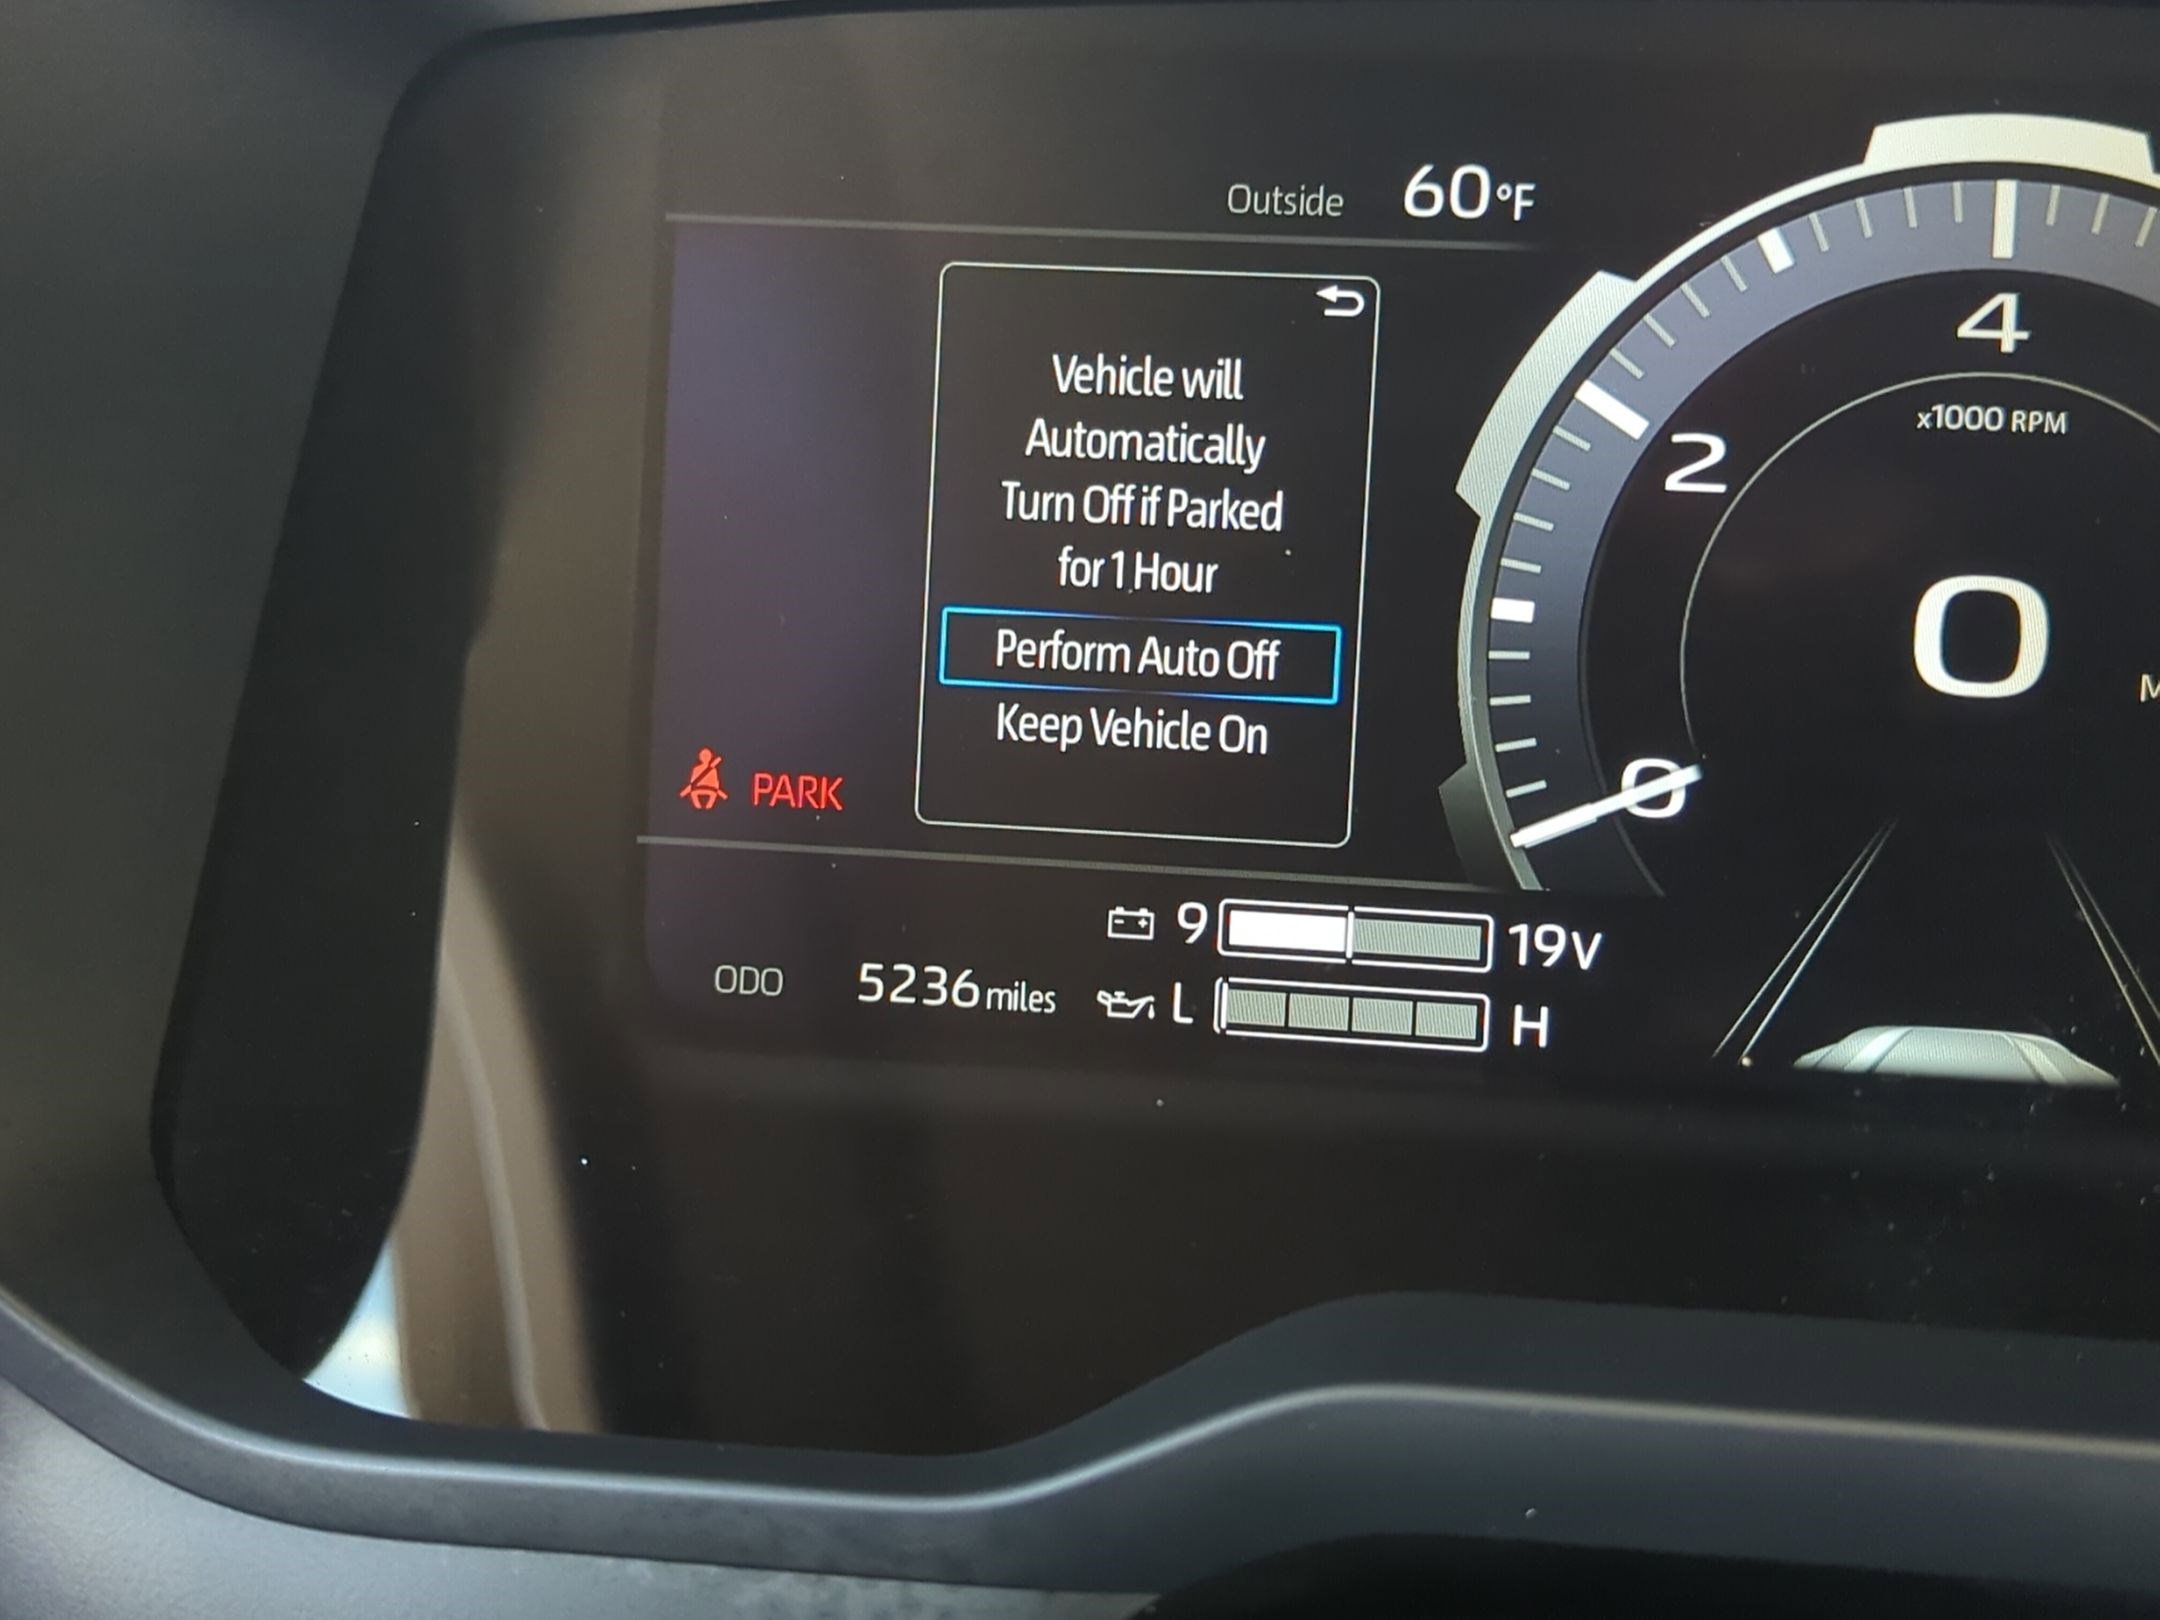 Outside 60°F
Vehicle will
Automatically
Turn Off if Parked
for 1 Hour
Perform Auto Off
Keep Vehicle On
PARK
9 19V
ODO 5236 miles L H
4
x1000 RPM
2
0
0